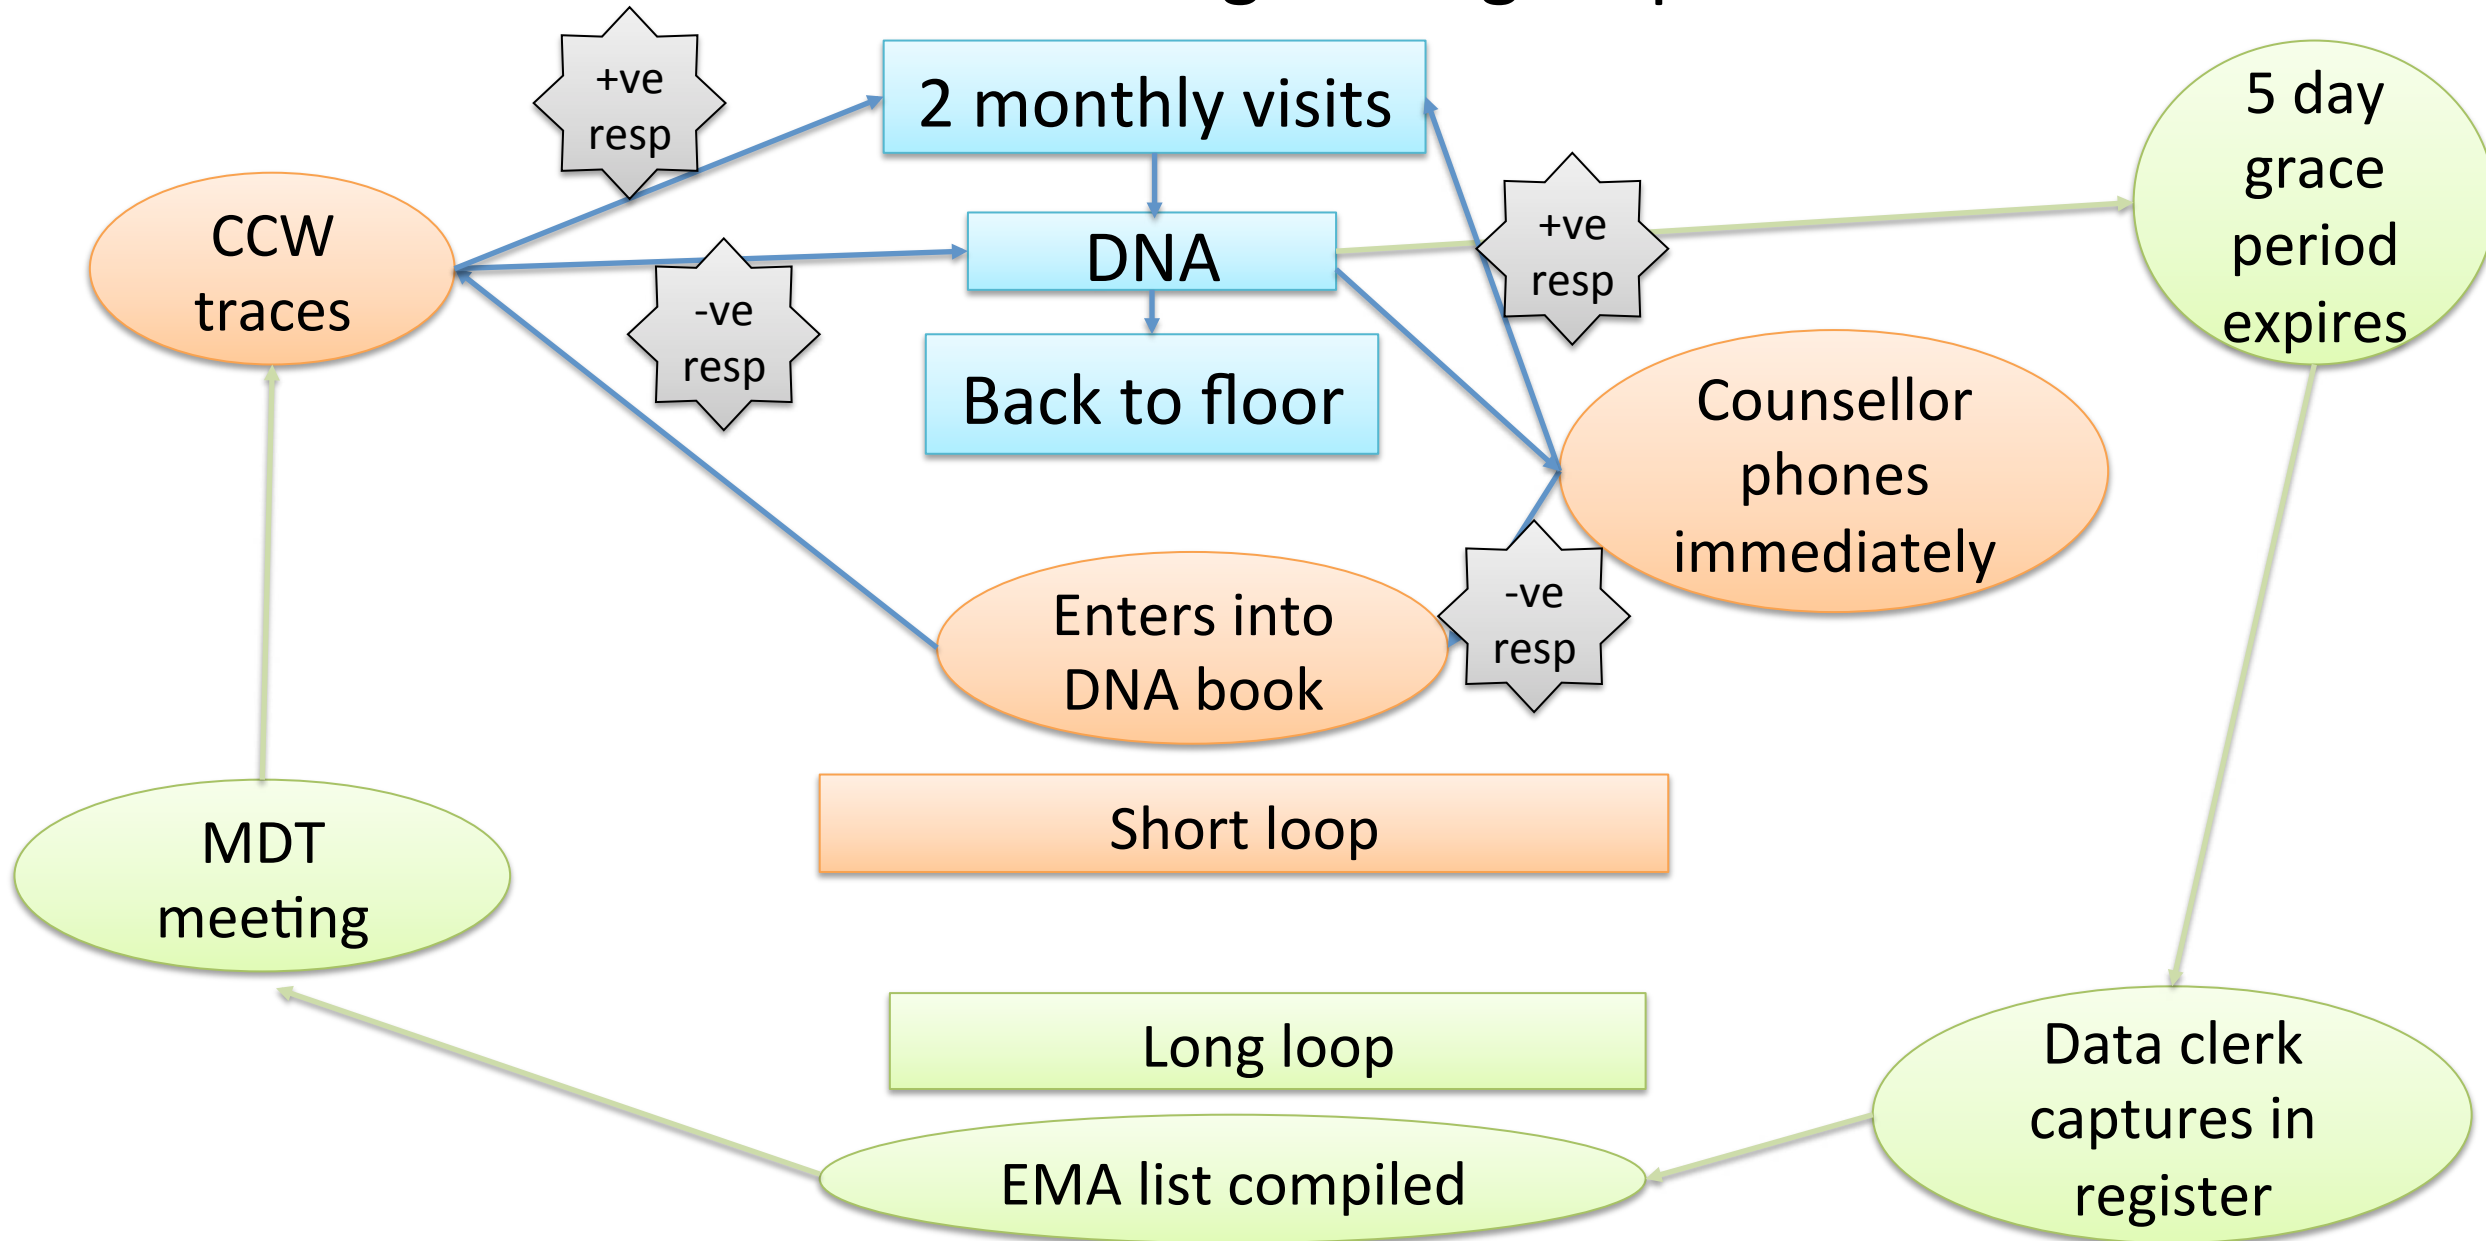 +ve
resp
2 monthly visits
5 day
grace
period
expires
CCW
traces
DNA
+ve
resp
-ve
resp
Back to floor
Counsellor
phones
immediately
Enters into
DNA book
-ve
resp
Short loop
MDT
meeting
Long loop
Data clerk
captures in
register
EMA list compiled